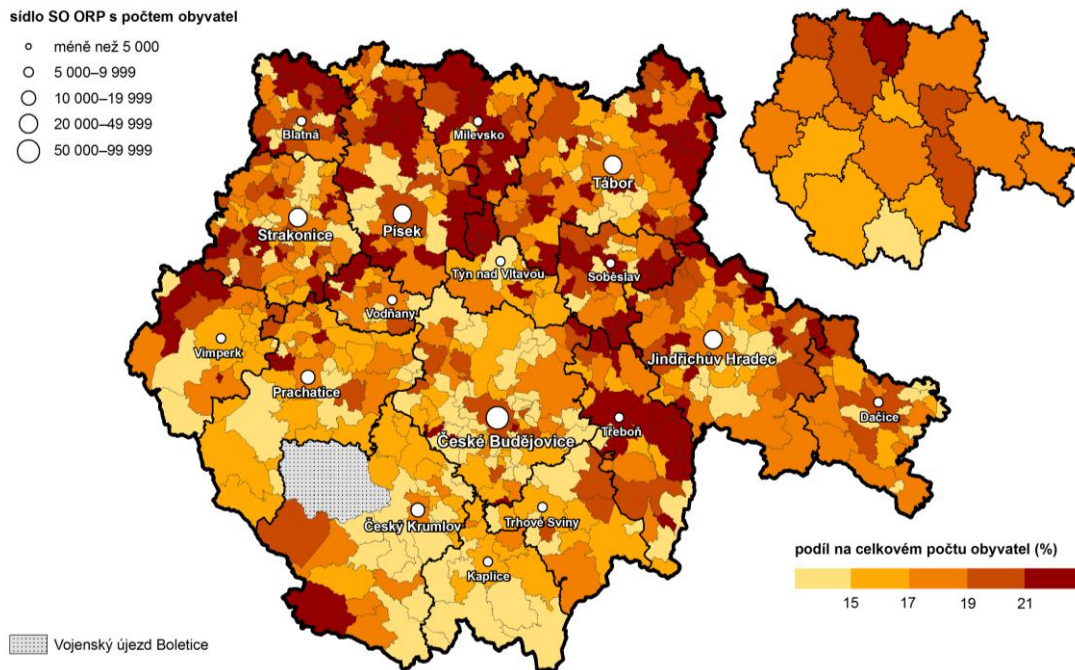 sídlo SO ORP s počtem obyvatel
méně než 5 000
5 000–9 999
10 000–19 999
20 000–49 999
50 000–99 999
Blatná
Milevsko
Tábor
Strakonice
Písek
Týn nad Vltavou
Soběslav
Vodňany
Vimperk
Jindřichův Hradec
Prachatice
Dačice
České Budějovice
Třeboň
Český Krumlov
Trhové Sviny
Kaplice
podíl na celkovém počtu obyvatel (%)
15 17 19 21
Vojenský újezd Boletice